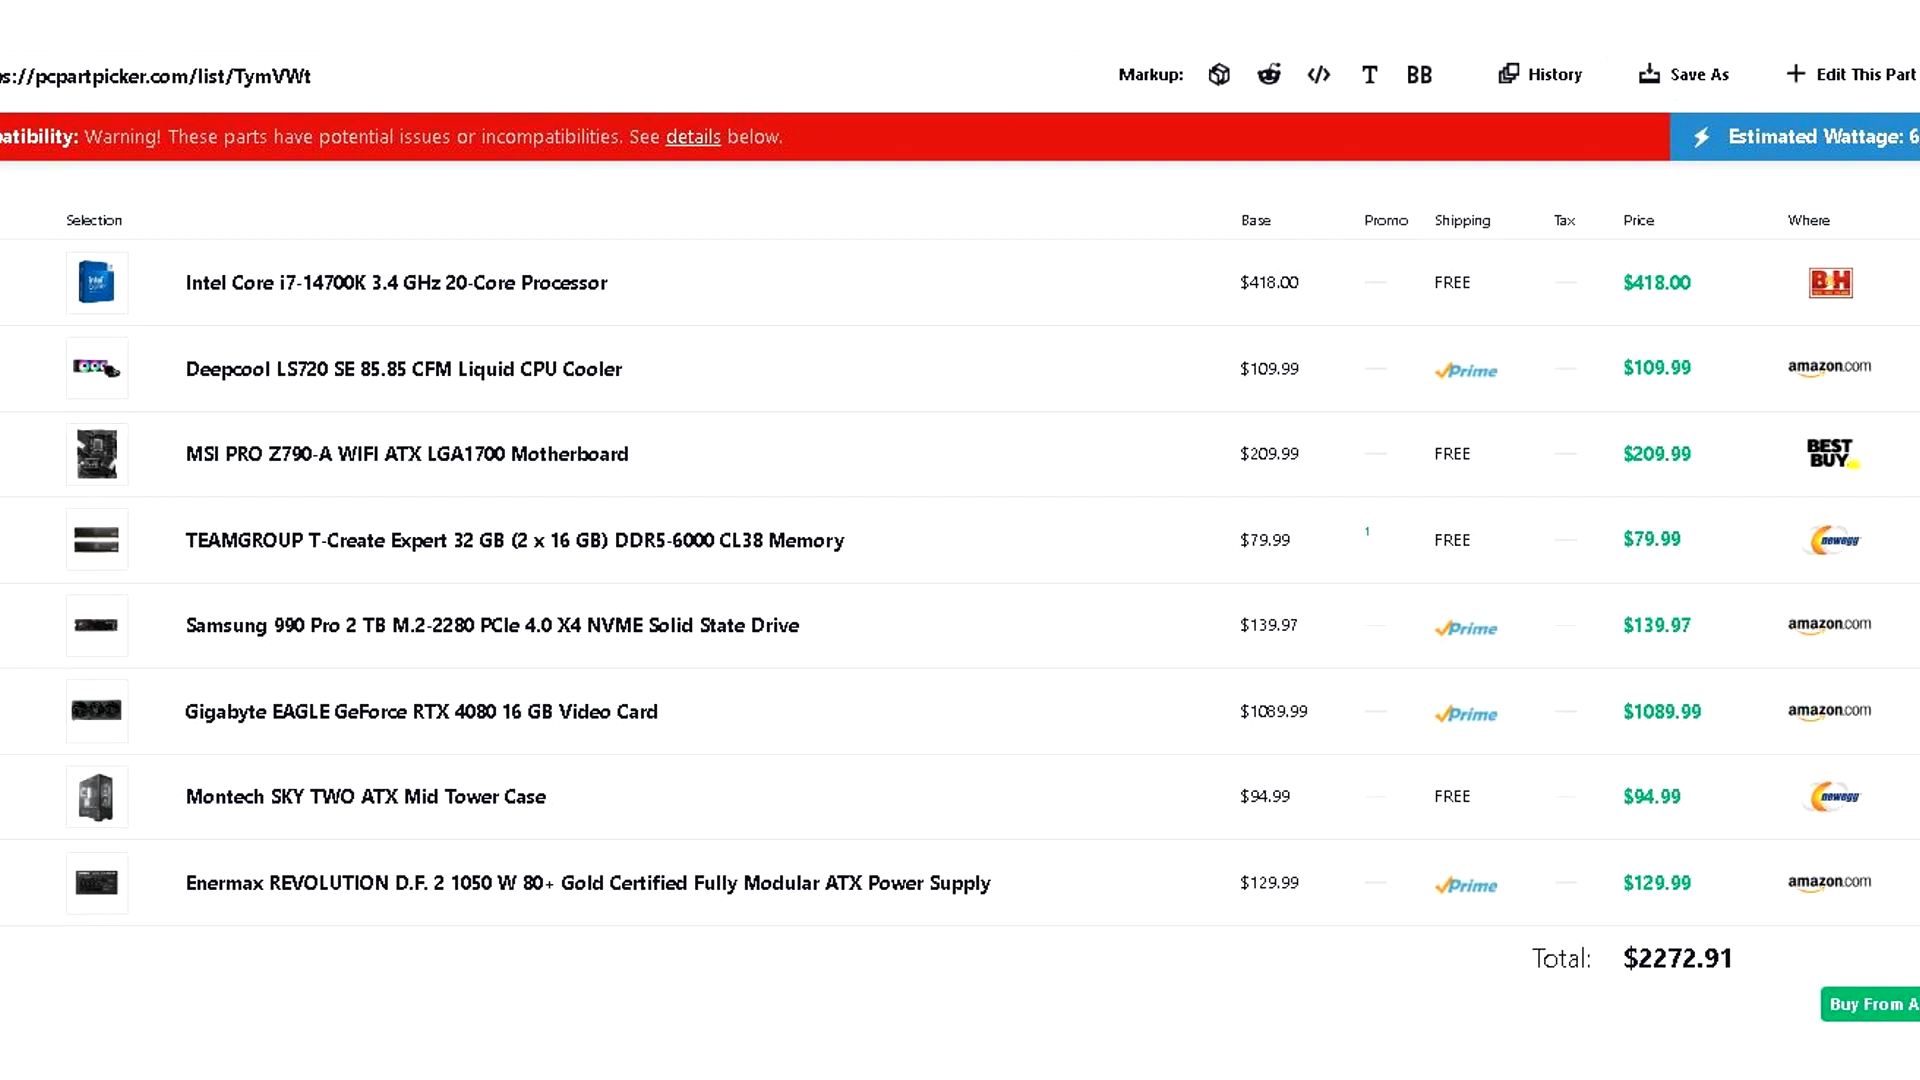 s://pcpartpicker.com/list/TymVWt
Markup: T BB History Save As + Edit This Part
atibility: Warning! These parts have potential issues or incompatibilities. See details below.
Estimated Wattage: 6
Selection Base Promo Shipping Tax Price Where
Intel Core i7-14700K 3.4 GHz 20-Core Processor $418.00 — FREE — $418.00 B&H
Deepcool LS720 SE 85.85 CFM Liquid CPU Cooler $109.99 — Prime — $109.99 amazon.com
MSI PRO Z790-A WIFI ATX LGA1700 Motherboard $209.99 — FREE — $209.99 BEST BUY
TEAMGROUP T-Create Expert 32 GB (2 x 16 GB) DDR5-6000 CL38 Memory $79.99 1 FREE — $79.99 newegg
Samsung 990 Pro 2 TB M.2-2280 PCIe 4.0 X4 NVME Solid State Drive $139.97 — Prime — $139.97 amazon.com
Gigabyte EAGLE GeForce RTX 4080 16 GB Video Card $1089.99 — Prime — $1089.99 amazon.com
Montech SKY TWO ATX Mid Tower Case $94.99 — FREE — $94.99 newegg
Enermax REVOLUTION D.F. 2 1050 W 80+ Gold Certified Fully Modular ATX Power Supply $129.99 — Prime — $129.99 amazon.com
Total: $2272.91
Buy From A